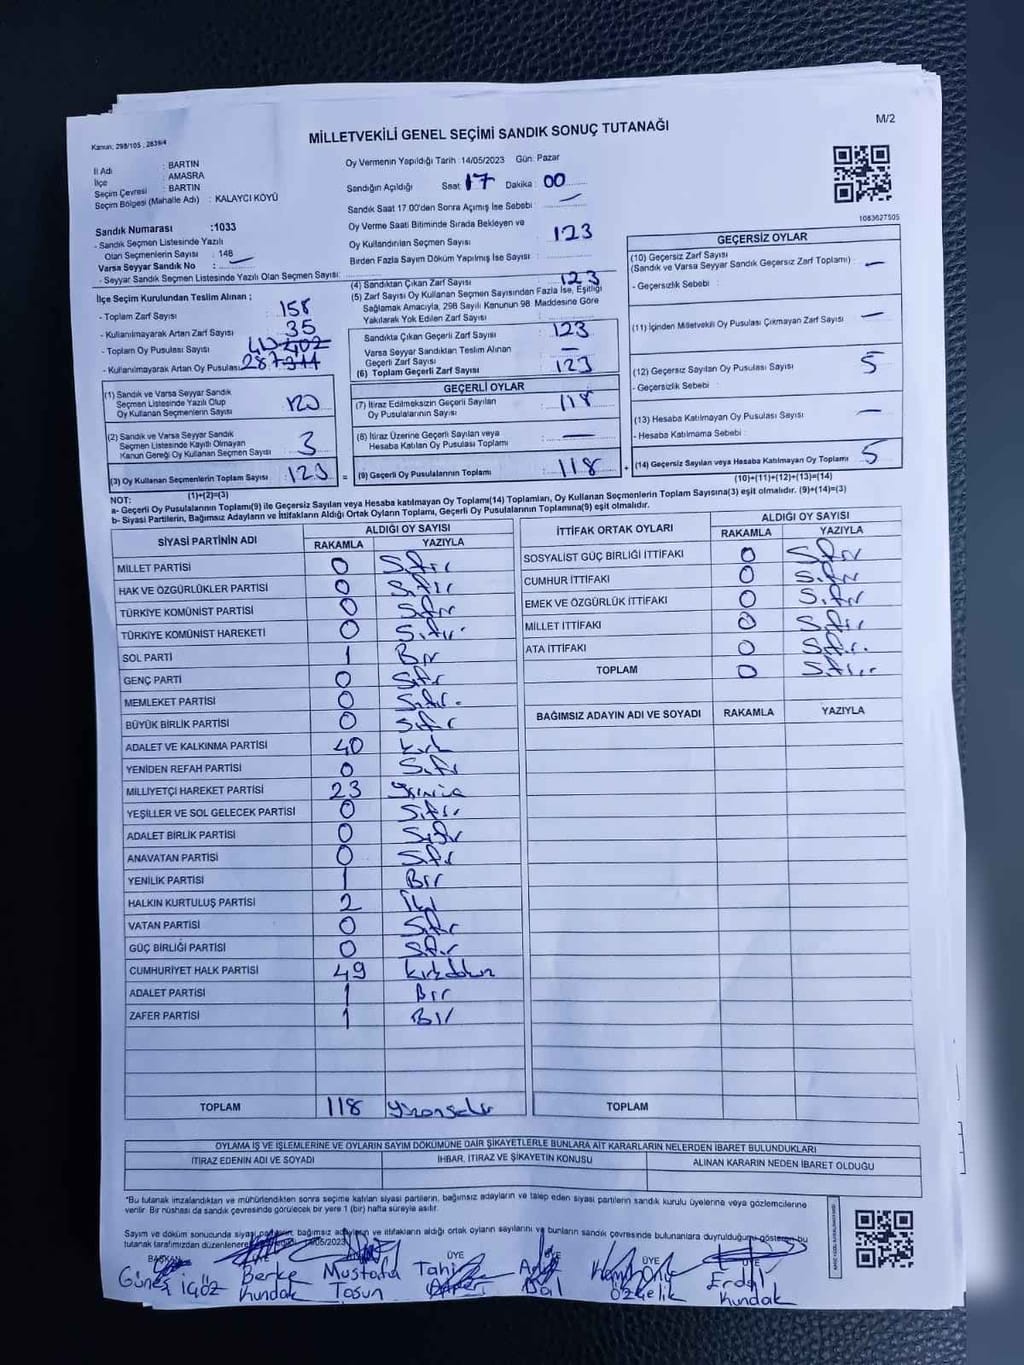 Kanun: 298/105, 2839/4
MİLLETVEKİLİ GENEL SEÇİMİ SANDIK SONUÇ TUTANAĞI
M/2
İl Adı : BARTIN
İlçe : AMASRA
Seçim Çevresi : BARTIN
Seçim Bölgesi (Mahalle Adı) : KALAYCI KÖYÜ
Sandık Numarası :1033
- Sandık Seçmen Listesinde Yazılı
Olan Seçmenlerin Sayısı : 148
Varsa Seyyar Sandık No :
- Seyyar Sandık Seçmen Listesinde Yazılı Olan Seçmen Sayısı:
Oy Vermenin Yapıldığı Tarih :14/05/2023 Gün: Pazar
Sandığın Açıldığı Saat : 17 Dakika : 00
Sandık Saat 17.00'den Sonra Açımış İse Sebebi :
Oy Verme Saati Bitiminde Sırada Bekleyen ve
Oy Kullandırılan Seçmen Sayısı : 123
Birden Fazla Sayım Döküm Yapılmış İse Sayısı :
1083627505
İlçe Seçim Kurulundan Teslim Alınan ;
- Toplam Zarf Sayısı : 158
- Kullanılmayarak Artan Zarf Sayısı : 35
- Toplam Oy Pusulası Sayısı 402
- Kullanılmayarak Artan Oy Pusulası 287
(1) Sandık ve Varsa Seyyar Sandık
Seçmen Listesinde Yazılı Olup
Oy Kullanan Seçmenlerin Sayısı : 120
(2) Sandık ve Varsa Seyyar Sandık
Seçmen Listesinde Kayıtlı Olmayan
Kanun Gereği Oy Kullanan Seçmen Sayısı : 3
(3) Oy Kullanan Seçmenlerin Toplam Sayısı : 123 =
(1)+(2)=(3)
(4) Sandıktan Çıkan Zarf Sayısı : 123
(5) Zarf Sayısı Oy Kullanan Seçmen Sayısından Fazla İse, Eşitliği
Sağlamak Amacıyla, 298 Sayılı Kanunun 98. Maddesine Göre
Yakılarak Yok Edilen Zarf Sayısı :
Sandıkta Çıkan Geçerli Zarf Sayısı : 123
Varsa Seyyar Sandıktan Teslim Alınan
Geçerli Zarf Sayısı : —
(6) Toplam Geçerli Zarf Sayısı : 123
GEÇERLİ OYLAR
(7) İtiraz Edilmeksizin Geçerli Sayılan
Oy Pusulalarının Sayısı : 118
(8) İtiraz Üzerine Geçerli Sayılan veya
Hesaba Katılan Oy Pusulası Toplamı : —
(9) Geçerli Oy Pusulalarının Toplamı : 118 +
GEÇERSİZ OYLAR
(10) Geçersiz Zarf Sayısı
(Sandık ve Varsa Seyyar Sandık Geçersiz Zarf Toplamı) : —
- Geçersizlik Sebebi :
(11) İçinden Milletvekili Oy Pusulası Çıkmayan Zarf Sayısı : —
(12) Geçersiz Sayılan Oy Pusulası Sayısı : 5
- Geçersizlik Sebebi :
(13) Hesaba Katılmayan Oy Pusulası Sayısı : —
- Hesaba Katılmama Sebebi :
(14) Geçersiz Sayılan veya Hesaba Katılmayan Oy Toplamı : 5
(10)+(11)+(12)+(13)=(14)
NOT:
a- Geçerli Oy Pusulalarının Toplamı(9) ile Geçersiz Sayılan veya Hesaba katılmayan Oy Toplamı(14) Toplamları, Oy Kullanan Seçmenlerin Toplam Sayısına(3) eşit olmalıdır. (9)+(14)=(3)
b- Siyasi Partilerin, Bağımsız Adayların ve İttifakların Aldığı Ortak Oyların Toplamı, Geçerli Oy Pusulalarının Toplamına(9) eşit olmalıdır.
SİYASİ PARTİNİN ADI ALDIĞI OY SAYISI
RAKAMLA YAZIYLA
MİLLET PARTİSİ 0 Sıfır
HAK VE ÖZGÜRLÜKLER PARTİSİ 0 Sıfır
TÜRKİYE KOMÜNİST PARTİSİ 0 Sıfır
TÜRKİYE KOMÜNİST HAREKETİ 0 Sıfır
SOL PARTİ 1 Bir
GENÇ PARTİ 0 Sıfır
MEMLEKET PARTİSİ 0 Sıfır
BÜYÜK BİRLİK PARTİSİ 0 Sıfır
ADALET VE KALKINMA PARTİSİ 40 Kırk
YENİDEN REFAH PARTİSİ 0 Sıfır
MİLLİYETÇİ HAREKET PARTİSİ 23
YEŞİLLER VE SOL GELECEK PARTİSİ 0 Sıfır
ADALET BİRLİK PARTİSİ 0 Sıfır
ANAVATAN PARTİSİ 0 Sıfır
YENİLİK PARTİSİ 1 Bir
HALKIN KURTULUŞ PARTİSİ 2 İki
VATAN PARTİSİ 0 Sıfır
GÜÇ BİRLİĞİ PARTİSİ 0 Sıfır
CUMHURİYET HALK PARTİSİ 49 kırkdokuz
ADALET PARTİSİ 1 Bir
ZAFER PARTİSİ 1 Bir
TOPLAM 118 yüzonsekiz
İTTİFAK ORTAK OYLARI ALDIĞI OY SAYISI
RAKAMLA YAZIYLA
SOSYALİST GÜÇ BİRLİĞİ İTTİFAKI 0 Sıfır
CUMHUR İTTİFAKI 0 Sıfır
EMEK VE ÖZGÜRLÜK İTTİFAKI 0 Sıfır
MİLLET İTTİFAKI 0 Sıfır
ATA İTTİFAKI 0 Sıfır
TOPLAM 0 Sıfır
BAĞIMSIZ ADAYIN ADI VE SOYADI RAKAMLA YAZIYLA
TOPLAM
OYLAMA İŞ VE İŞLEMLERİNE VE OYLARIN SAYIM DÖKÜMÜNE DAİR ŞİKAYETLERLE BUNLARA AİT KARARLARIN NELERDEN İBARET BULUNDUKLARI
İTİRAZ EDENİN ADI VE SOYADI İHBAR, İTİRAZ VE ŞİKAYETİN KONUSU ALINAN KARARIN NEDEN İBARET OLDUĞU
*Bu tutanak imzalandıktan ve mühürlendikten sonra seçime katılan siyasi partilerin, bağımsız adayların ve talep eden siyasi partilerin sandık kurulu üyelerine veya gözlemcilerine
verilir. Bir nüshası da sandık çevresinde görülecek bir yere 1 (bir) hafta süreyle asılır.
Sayım ve döküm sonucunda siyasi partilerin, bağımsız adayların ve ittifakların aldığı ortak oyların sayılarını ve bunların sandık çevresinde bulunanlara duyrulduğunu gösteren bu
tutanak tarafımızdan düzenlenerek 14/05/2023
BAŞKAN ÜYE ÜYE ÜYE ÜYE
Güneş İçöz Berke Mustafa Tahir Erdal
Kundak Tosun Bal Özçelik Kundak